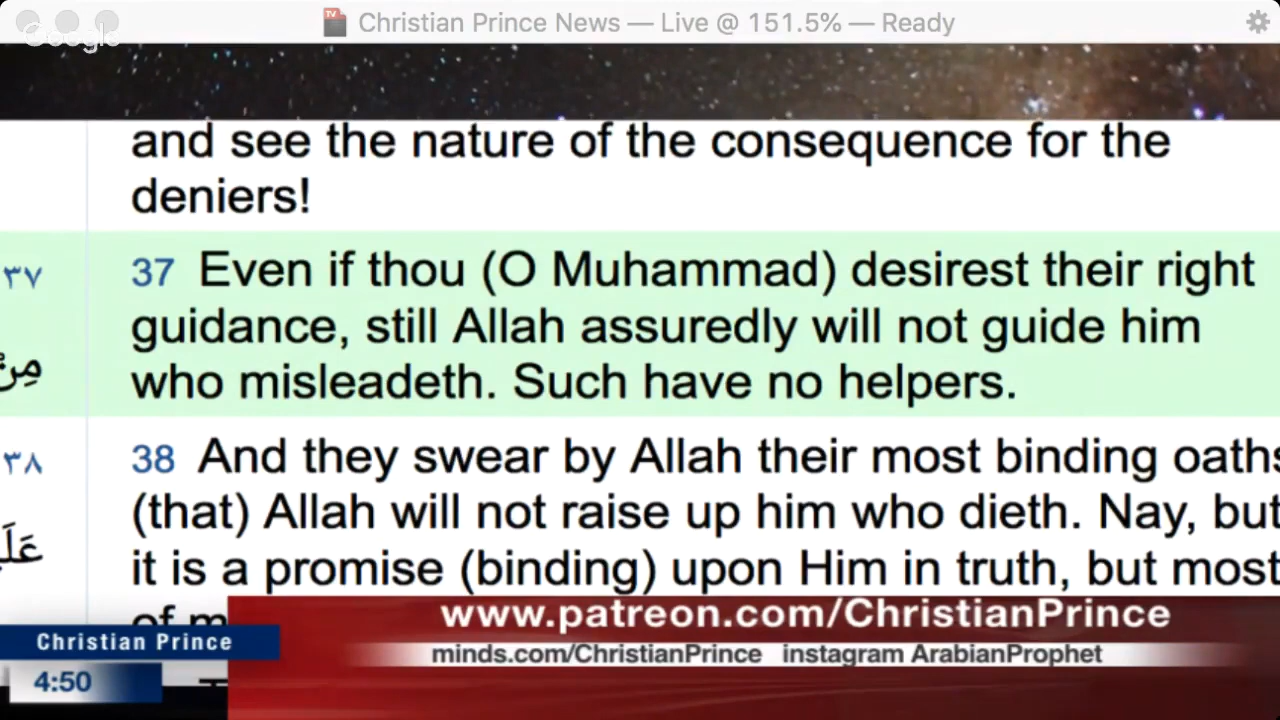 Christian Prince News — Live @ 151.5% — Ready
Google
and see the nature of the consequence for the
deniers!
٣٧
37 Even if thou (O Muhammad) desirest their right
guidance, still Allah assuredly will not guide him
who misleadeth. Such have no helpers.
٣٨
38 And they swear by Allah their most binding oaths
(that) Allah will not raise up him who dieth. Nay, but
it is a promise (binding) upon Him in truth, but most
of m
www.patreon.com/ChristianPrince
Christian Prince
minds.com/ChristianPrince instagram ArabianProphet
4:50